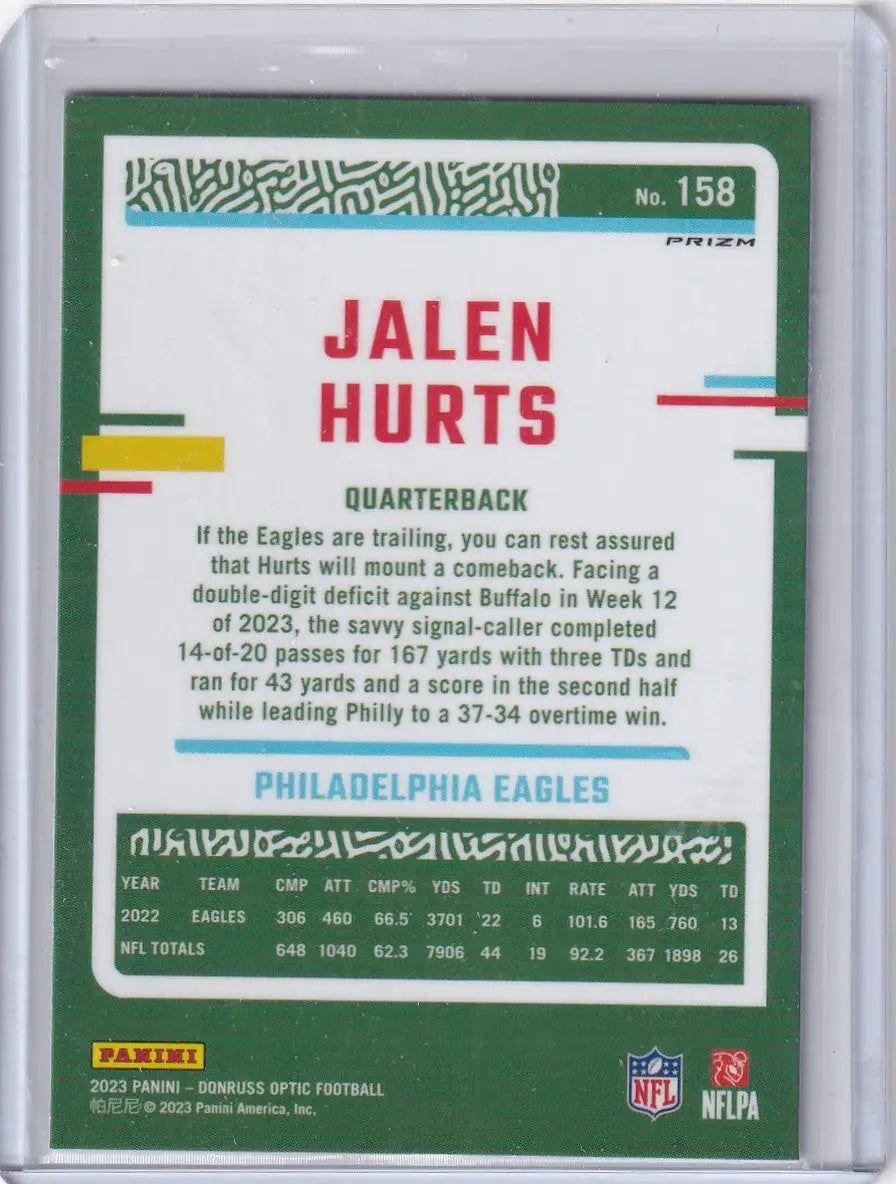 No. 158
PRIZM
JALEN
HURTS
QUARTERBACK
If the Eagles are trailing, you can rest assured
that Hurts will mount a comeback. Facing a
double-digit deficit against Buffalo in Week 12
of 2023, the savvy signal-caller completed
14-of-20 passes for 167 yards with three TDs and
ran for 43 yards and a score in the second half
while leading Philly to a 37-34 overtime win.
PHILADELPHIA EAGLES
YEAR TEAM CMP ATT CMP% YDS TD INT RATE ATT YDS TD
2022 EAGLES 306 460 66.5 3701 22 6 101.6 165 760 13
NFL TOTALS 648 1040 62.3 7906 44 19 92.2 367 1898 26
PANINI
2023 PANINI – DONRUSS OPTIC FOOTBALL
帕尼尼 © 2023 Panini America, Inc.
NFL
NFLPA